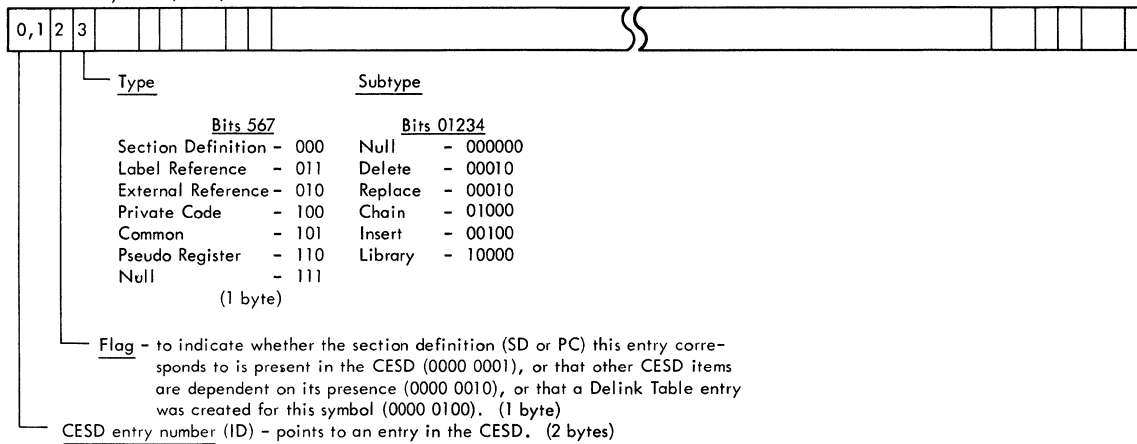 0,1 2 3
Type Subtype
Bits 567 Bits 01234
Section Definition - 000 Null - 000000
Label Reference - 011 Delete - 00010
External Reference - 010 Replace - 00010
Private Code - 100 Chain - 01000
Common - 101 Insert - 00100
Pseudo Register - 110 Library - 10000
Null - 111
(1 byte)
Flag - to indicate whether the section definition (SD or PC) this entry corre-
sponds to is present in the CESD (0000 0001), or that other CESD items
are dependent on its presence (0000 0010), or that a Delink Table entry
was created for this symbol (0000 0100). (1 byte)
CESD entry number (ID) - points to an entry in the CESD. (2 bytes)